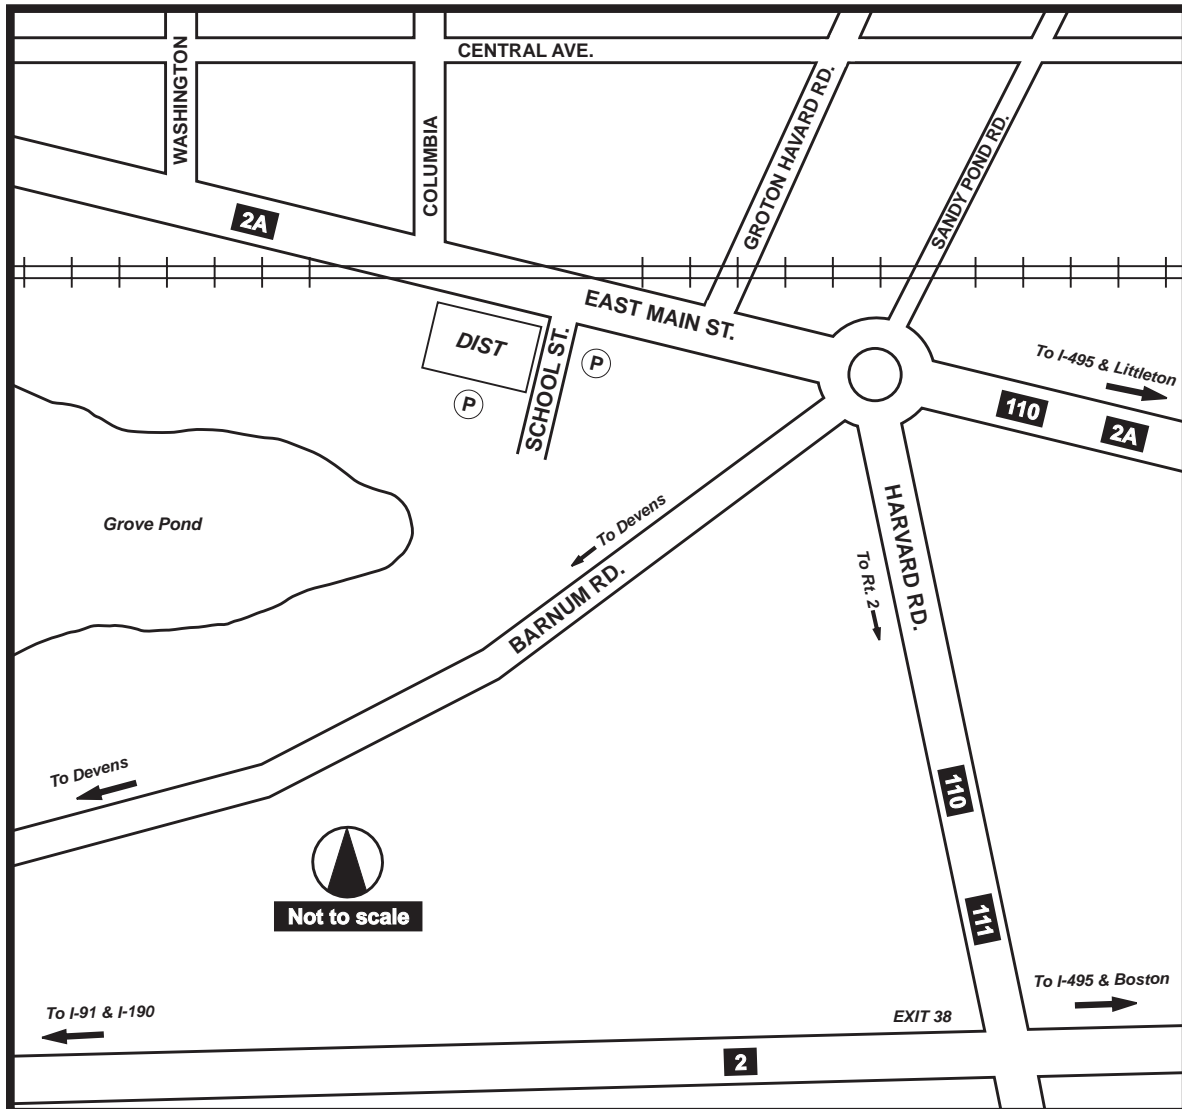 CENTRAL AVE.
WASHINGTON
COLUMBIA
GROTON HAVARD RD.
SANDY POND RD.
2A
EAST MAIN ST.
DIST
SCHOOL ST.
P
P
To I-495 & Littleton
110
2A
Grove Pond
To Devens
BARNUM RD.
HARVARD RD.
To Rt. 2
To Devens
110
111
Not to scale
To I-91 & I-190
EXIT 38
To I-495 & Boston
2